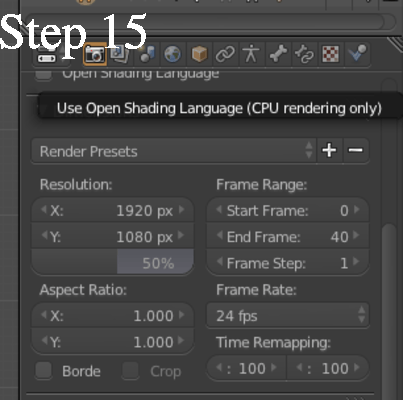 Step 15
Open Shading Language
Use Open Shading Language (CPU rendering only)
Render Presets
Resolution: Frame Range:
X: 1920 px Start Frame: 0
Y: 1080 px End Frame: 40
50% Frame Step: 1
Aspect Ratio: Frame Rate:
X: 1.000 24 fps
Y: 1.000 Time Remapping:
Borde Crop : 100 : 100